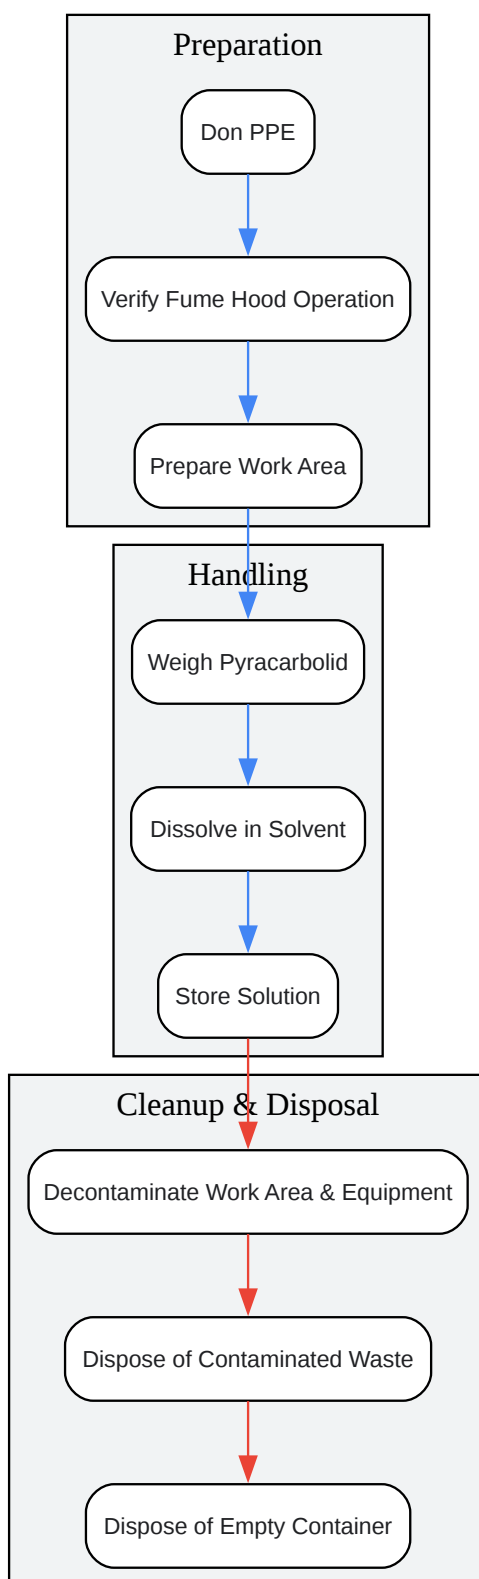 Preparation
Don PPE
Verify Fume Hood Operation
Prepare Work Area
Handling
Weigh Pyracarbolid
Dissolve in Solvent
Store Solution
Cleanup & Disposal
Decontaminate Work Area & Equipment
Dispose of Contaminated Waste
Dispose of Empty Container